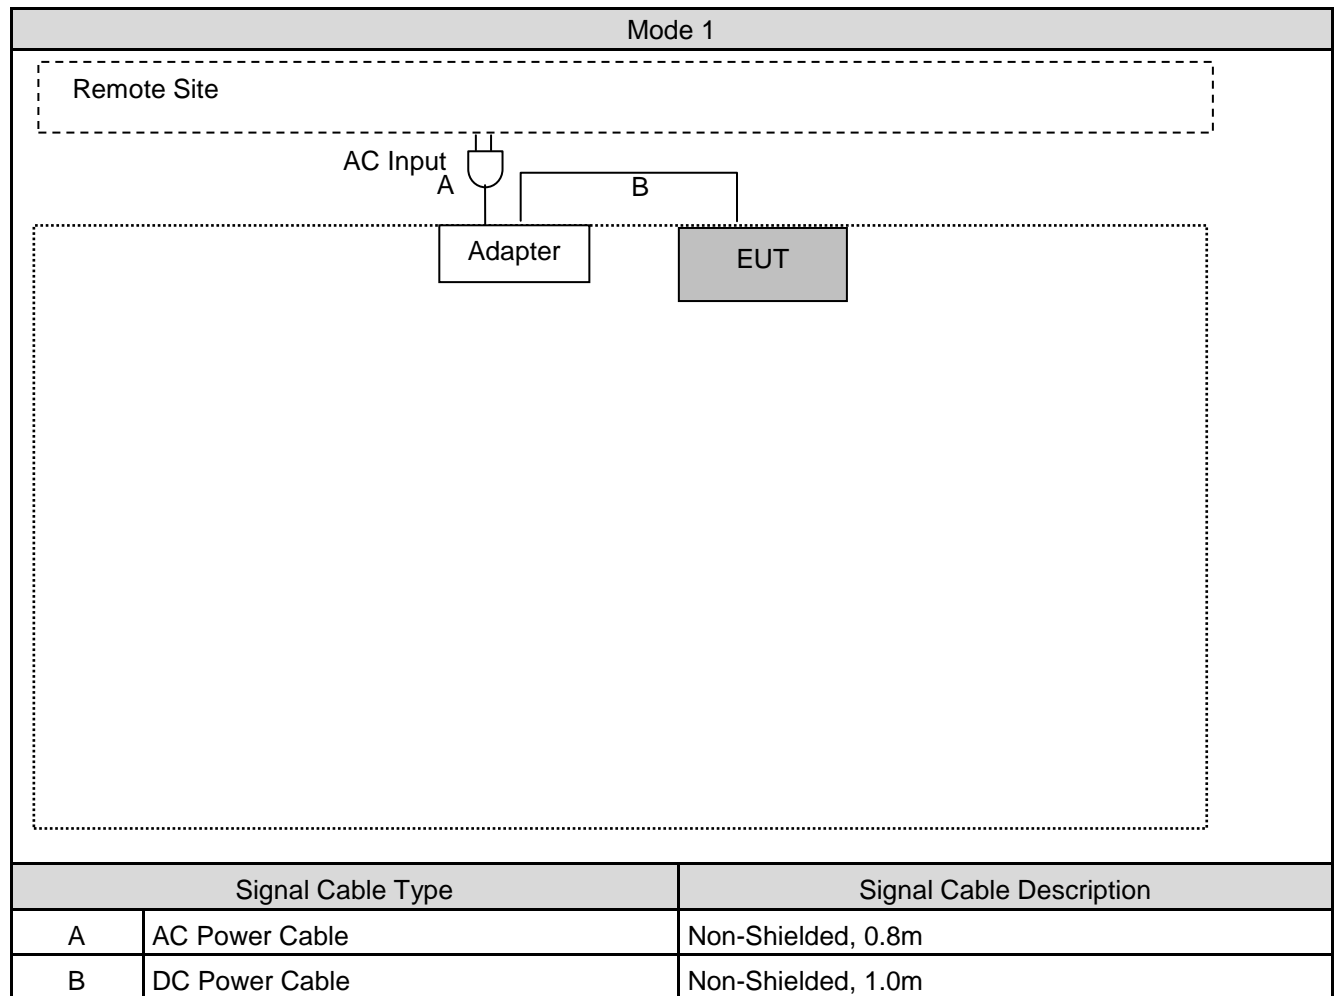 Mode 1
Remote Site
AC Input
A
B
Adapter
EUT
Signal Cable Type Signal Cable Description
A AC Power Cable Non-Shielded, 0.8m
B DC Power Cable Non-Shielded, 1.0m